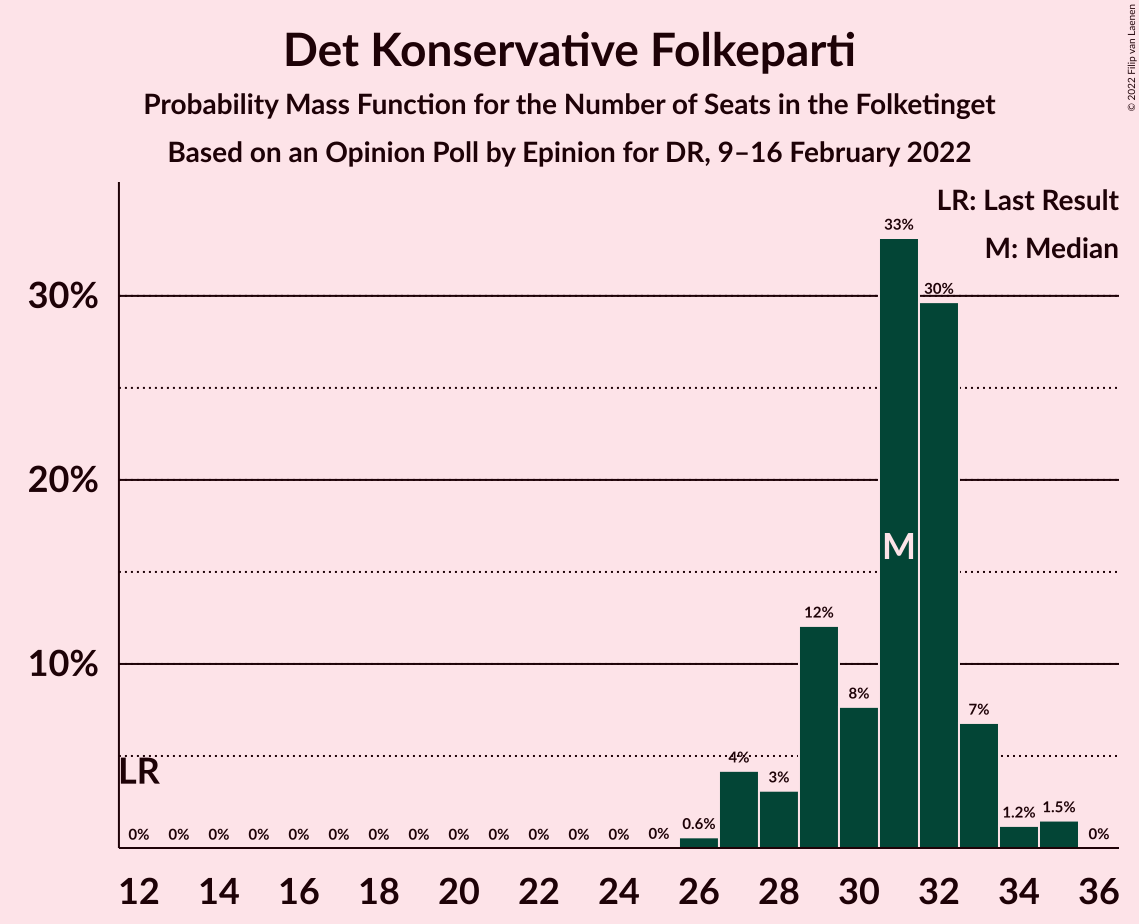 Det Konservative Folkeparti
Probability Mass Function for the Number of Seats in the Folketinget
Based on an Opinion Poll by Epinion for DR, 9–16 February 2022
© 2022 Filip van Laenen
LR: Last Result
M: Median
30%
20%
10%
33%
30%
12%
8%
7%
4%
3%
0.6%
1.2%
1.5%
0%
M
LR
0% 0% 0% 0% 0% 0% 0% 0% 0% 0% 0% 0% 0% 0%
12 14 16 18 20 22 24 26 28 30 32 34 36